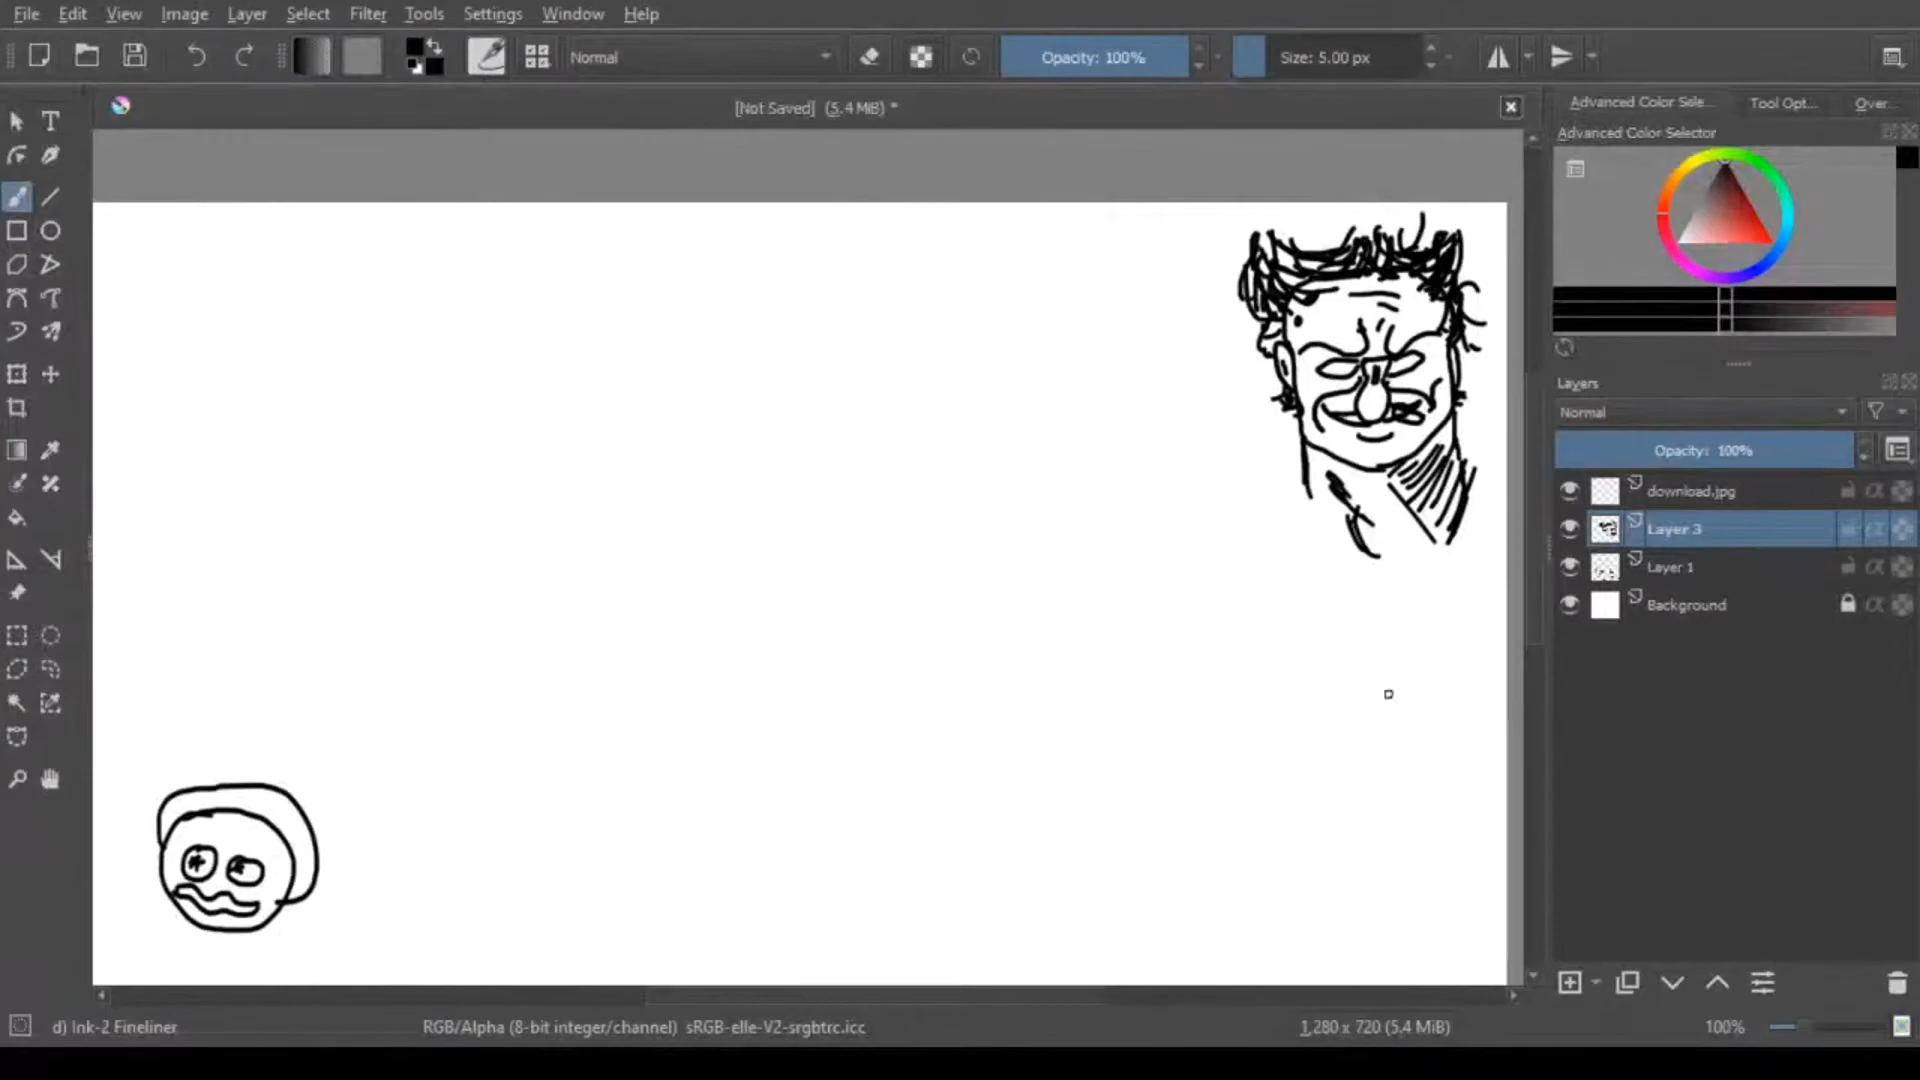 File Edit View Image Layer Select Filter Tools Settings Window Help
Normal Opacity: 100% Size: 5.00 px
[Not Saved] (5.4 MiB) *
Advanced Color Sele... Tool Opt... Over...
Advanced Color Selector
Layers
Normal
Opacity: 100%
download.jpg
Layer 3
Layer 1
Background
d) Ink-2 Fineliner RGB/Alpha (8-bit integer/channel) sRGB-elle-V2-srgbtrc.icc 1,280 x 720 (5.4 MiB) 100%